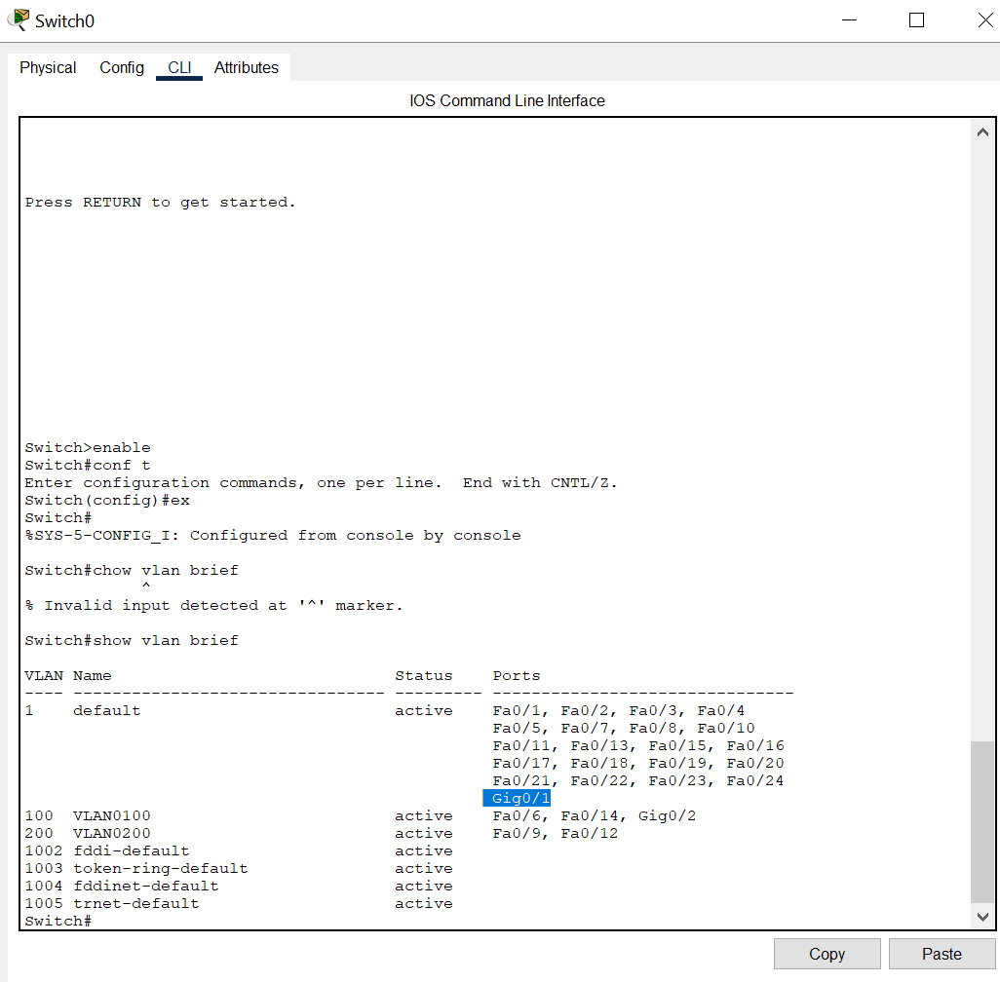 Switch0
Physical Config CLI Attributes
IOS Command Line Interface
Press RETURN to get started.
Switch>enable
Switch#conf t
Enter configuration commands, one per line.  End with CNTL/Z.
Switch(config)#ex
Switch#
%SYS-5-CONFIG_I: Configured from console by console
Switch#chow vlan brief
^
% Invalid input detected at '^' marker.
Switch#show vlan brief
VLAN Name                             Status    Ports
---- -------------------------------- --------- -------------------------------
1    default                          active    Fa0/1, Fa0/2, Fa0/3, Fa0/4
Fa0/5, Fa0/7, Fa0/8, Fa0/10
Fa0/11, Fa0/13, Fa0/15, Fa0/16
Fa0/17, Fa0/18, Fa0/19, Fa0/20
Fa0/21, Fa0/22, Fa0/23, Fa0/24
Gig0/1
100  VLAN0100                         active    Fa0/6, Fa0/14, Gig0/2
200  VLAN0200                         active    Fa0/9, Fa0/12
1002 fddi-default                     active
1003 token-ring-default               active
1004 fddinet-default                  active
1005 trnet-default                    active
Switch#
Copy Paste